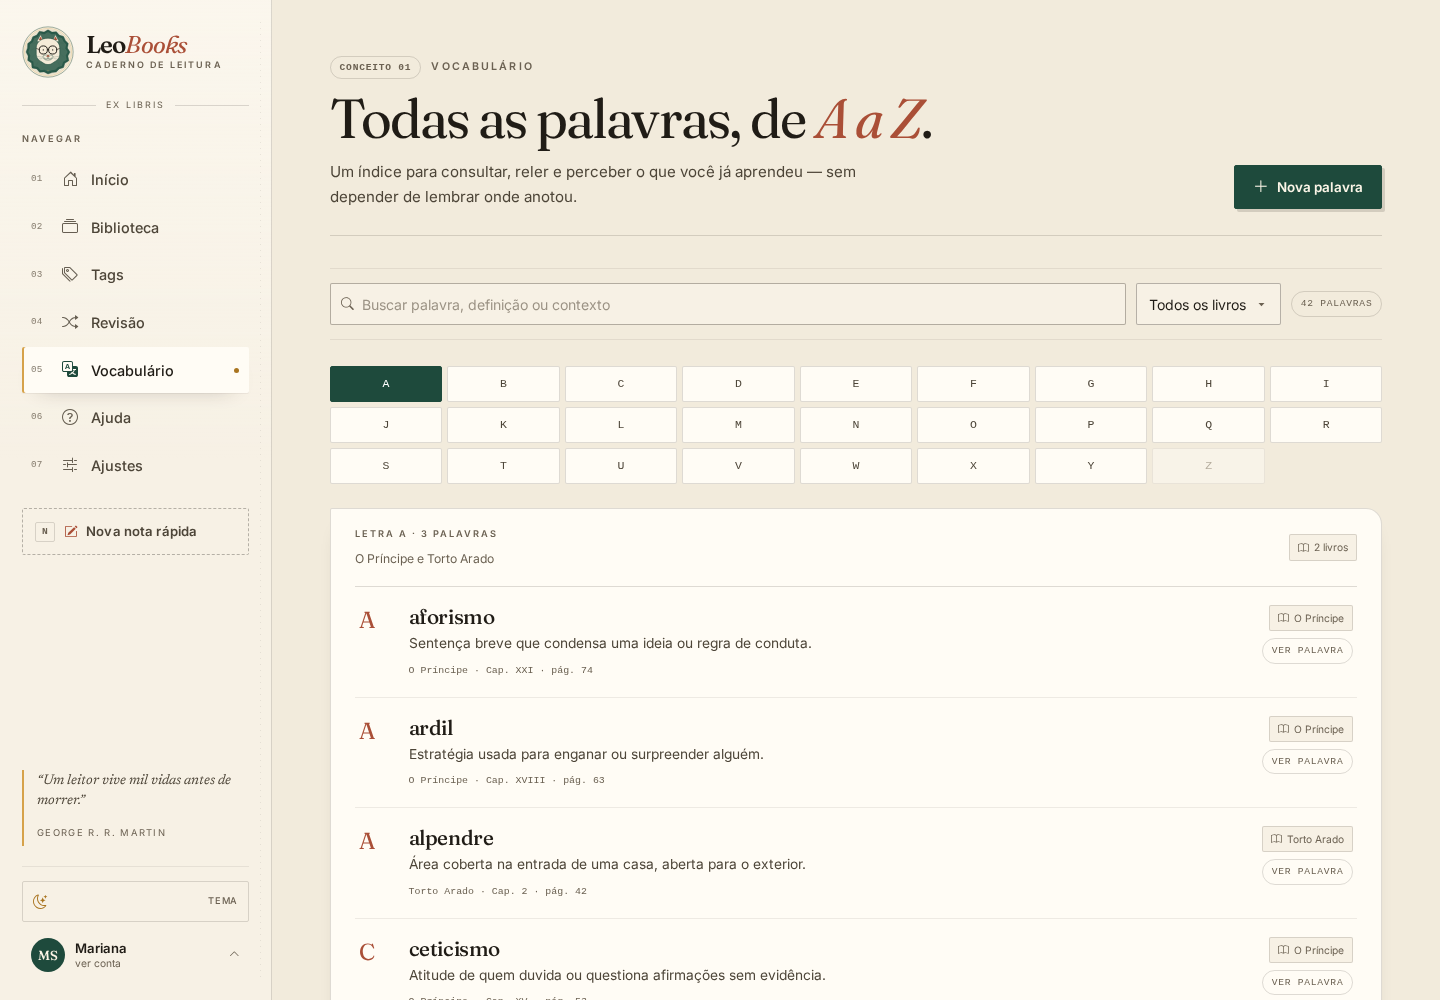 LeoBooks
CADERNO DE LEITURA
EX LIBRIS
NAVEGAR
01 Início
02 Biblioteca
03 Tags
04 Revisão
05 Vocabulário
06 Ajuda
07 Ajustes
N Nova nota rápida
“Um leitor vive mil vidas antes de
morrer.”
GEORGE R. R. MARTIN
TEMA
MS Mariana
ver conta
CONCEITO 01 VOCABULÁRIO
Todas as palavras, de A a Z.
Um índice para consultar, reler e perceber o que você já aprendeu — sem
depender de lembrar onde anotou.
Nova palavra
Buscar palavra, definição ou contexto
Todos os livros
42 PALAVRAS
A B C D E F G H I
J K L M N O P Q R
S T U V W X Y Z
LETRA A · 3 PALAVRAS
O Príncipe e Torto Arado
2 livros
A aforismo
Sentença breve que condensa uma ideia ou regra de conduta.
O Príncipe · Cap. XXI · pág. 74
O Príncipe
VER PALAVRA
A ardil
Estratégia usada para enganar ou surpreender alguém.
O Príncipe · Cap. XVIII · pág. 63
O Príncipe
VER PALAVRA
A alpendre
Área coberta na entrada de uma casa, aberta para o exterior.
Torto Arado · Cap. 2 · pág. 42
Torto Arado
VER PALAVRA
C ceticismo
Atitude de quem duvida ou questiona afirmações sem evidência.
O Príncipe
VER PALAVRA